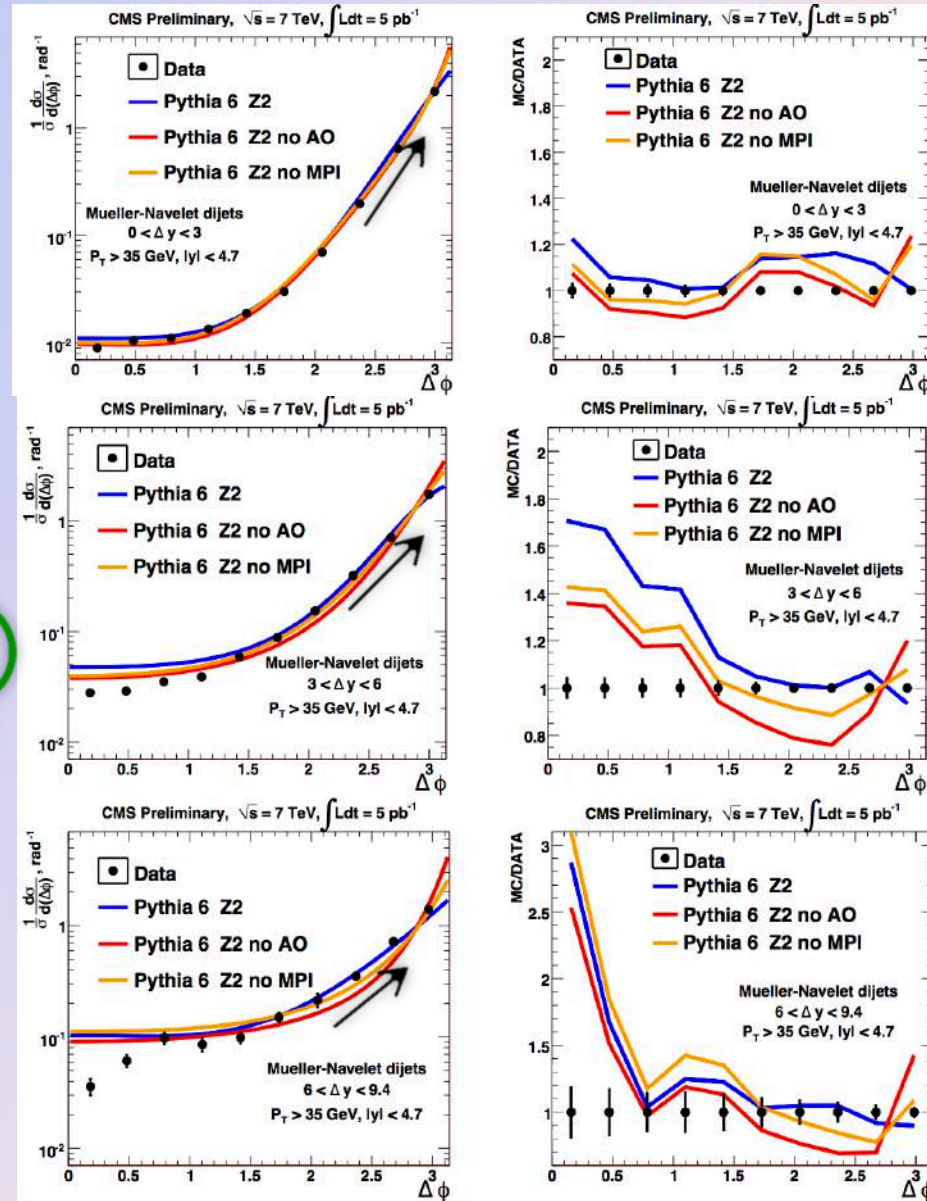 CMS Preliminary, √s = 7 TeV, ∫Ldt = 5 pb⁻¹
1/σ dσ/d(Δφ), rad⁻¹
Data
Pythia 6 Z2
Pythia 6 Z2 no AO
Pythia 6 Z2 no MPI
Mueller-Navelet dijets
0 < Δy < 3
P_T > 35 GeV, |y| < 4.7
1
10⁻¹
10⁻²
0 0.5 1 1.5 2 2.5 3
Δφ
CMS Preliminary, √s = 7 TeV, ∫Ldt = 5 pb⁻¹
MC/DATA
Data
Pythia 6 Z2
Pythia 6 Z2 no AO
Pythia 6 Z2 no MPI
Mueller-Navelet dijets
0 < Δy < 3
P_T > 35 GeV, |y| < 4.7
2
1.8
1.6
1.4
1.2
1
0.8
0 0.5 1 1.5 2 2.5 3
Δφ
CMS Preliminary, √s = 7 TeV, ∫Ldt = 5 pb⁻¹
1/σ dσ/d(Δφ), rad⁻¹
Data
Pythia 6 Z2
Pythia 6 Z2 no AO
Pythia 6 Z2 no MPI
Mueller-Navelet dijets
3 < Δy < 6
P_T > 35 GeV, |y| < 4.7
1
10⁻¹
10⁻²
0 0.5 1 1.5 2 2.5 3
Δφ
CMS Preliminary, √s = 7 TeV, ∫Ldt = 5 pb⁻¹
MC/DATA
Data
Pythia 6 Z2
Pythia 6 Z2 no AO
Pythia 6 Z2 no MPI
Mueller-Navelet dijets
3 < Δy < 6
P_T > 35 GeV, |y| < 4.7
2
1.8
1.6
1.4
1.2
1
0.8
0 0.5 1 1.5 2 2.5 3
Δφ
CMS Preliminary, √s = 7 TeV, ∫Ldt = 5 pb⁻¹
1/σ dσ/d(Δφ), rad⁻¹
Data
Pythia 6 Z2
Pythia 6 Z2 no AO
Pythia 6 Z2 no MPI
Mueller-Navelet dijets
6 < Δy < 9.4
P_T > 35 GeV, |y| < 4.7
1
10⁻¹
10⁻²
0 0.5 1 1.5 2 2.5 3
Δφ
CMS Preliminary, √s = 7 TeV, ∫Ldt = 5 pb⁻¹
MC/DATA
Data
Pythia 6 Z2
Pythia 6 Z2 no AO
Pythia 6 Z2 no MPI
Mueller-Navelet dijets
6 < Δy < 9.4
P_T > 35 GeV, |y| < 4.7
3
2.5
2
1.5
1
0 0.5 1 1.5 2 2.5 3
Δφ